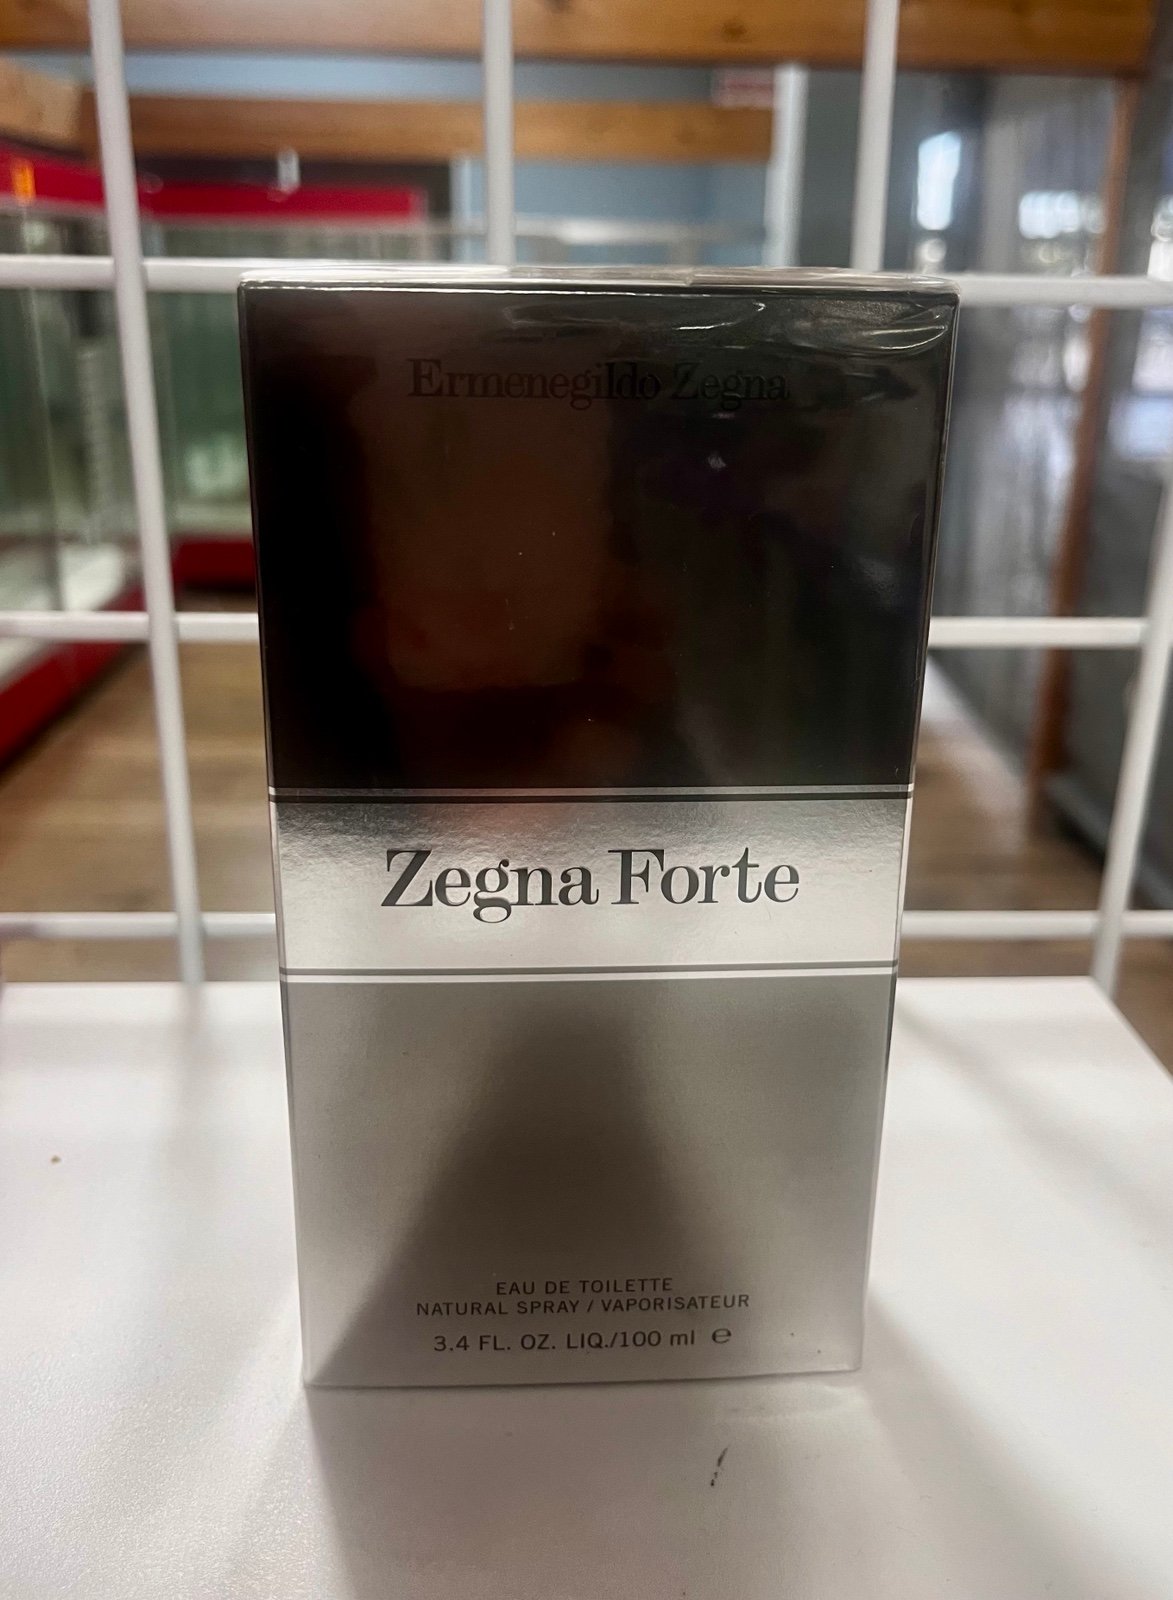 Ermenegildo Zegna
Zegna Forte
EAU DE TOILETTE
NATURAL SPRAY / VAPORISATEUR
3.4 FL. OZ. LIQ./100 ml ℮